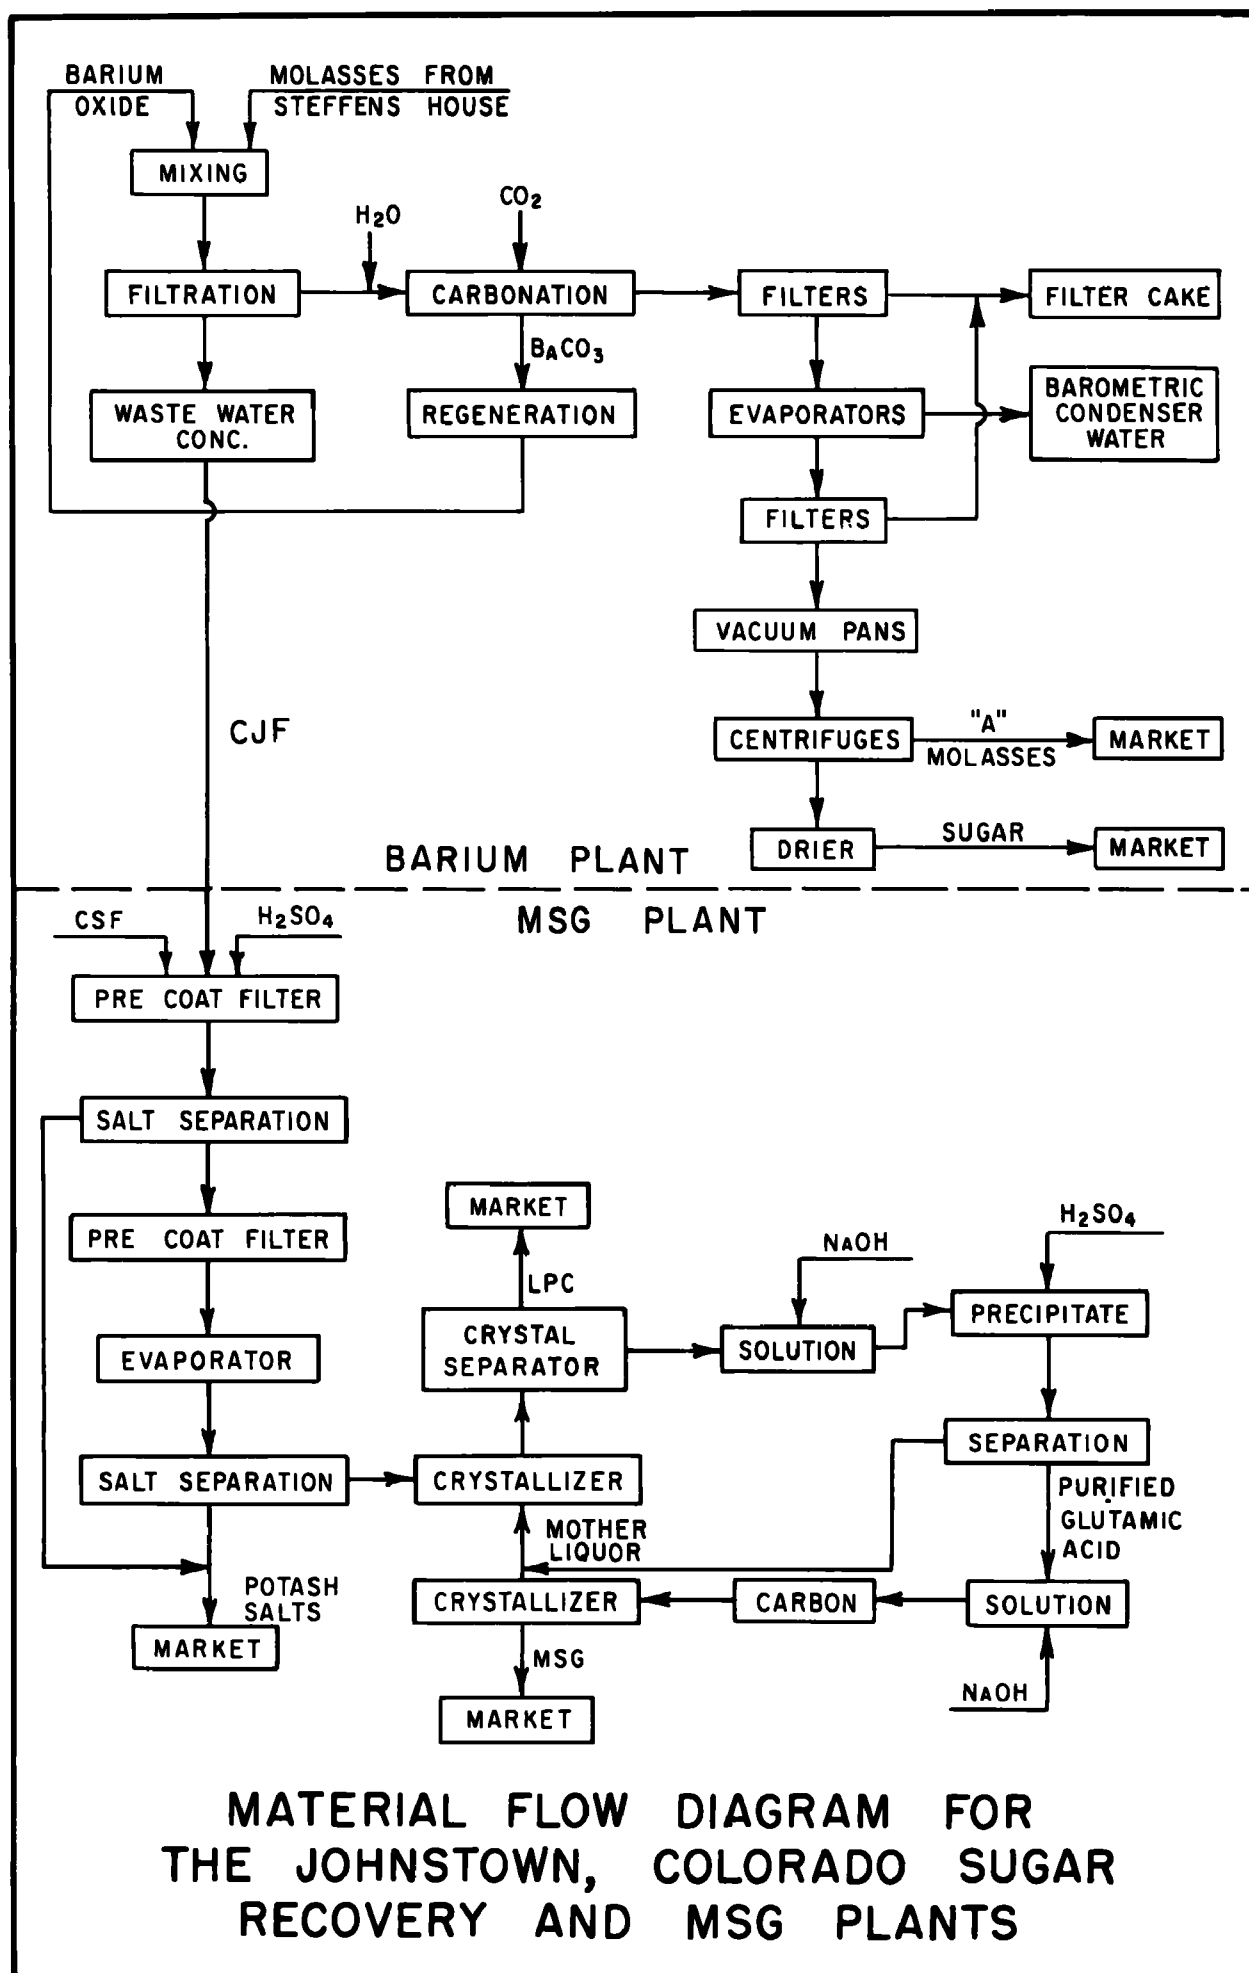 BARIUM
OXIDE
MOLASSES FROM
STEFFENS HOUSE
MIXING
H2O
CO2
FILTRATION
CARBONATION
FILTERS
FILTER CAKE
BACO3
WASTE WATER
CONC.
REGENERATION
EVAPORATORS
BAROMETRIC
CONDENSER
WATER
FILTERS
VACUUM PANS
CJF
CENTRIFUGES
"A"
MOLASSES
MARKET
DRIER
SUGAR
MARKET
BARIUM PLANT
MSG PLANT
CSF
H2SO4
PRE COAT FILTER
SALT SEPARATION
PRE COAT FILTER
EVAPORATOR
SALT SEPARATION
POTASH
SALTS
MARKET
MARKET
LPC
CRYSTAL
SEPARATOR
NAOH
SOLUTION
H2SO4
PRECIPITATE
SEPARATION
CRYSTALLIZER
MOTHER
LIQUOR
PURIFIED
GLUTAMIC
ACID
CRYSTALLIZER
CARBON
SOLUTION
MSG
NAOH
MARKET
MATERIAL FLOW DIAGRAM FOR
THE JOHNSTOWN, COLORADO SUGAR
RECOVERY AND MSG PLANTS